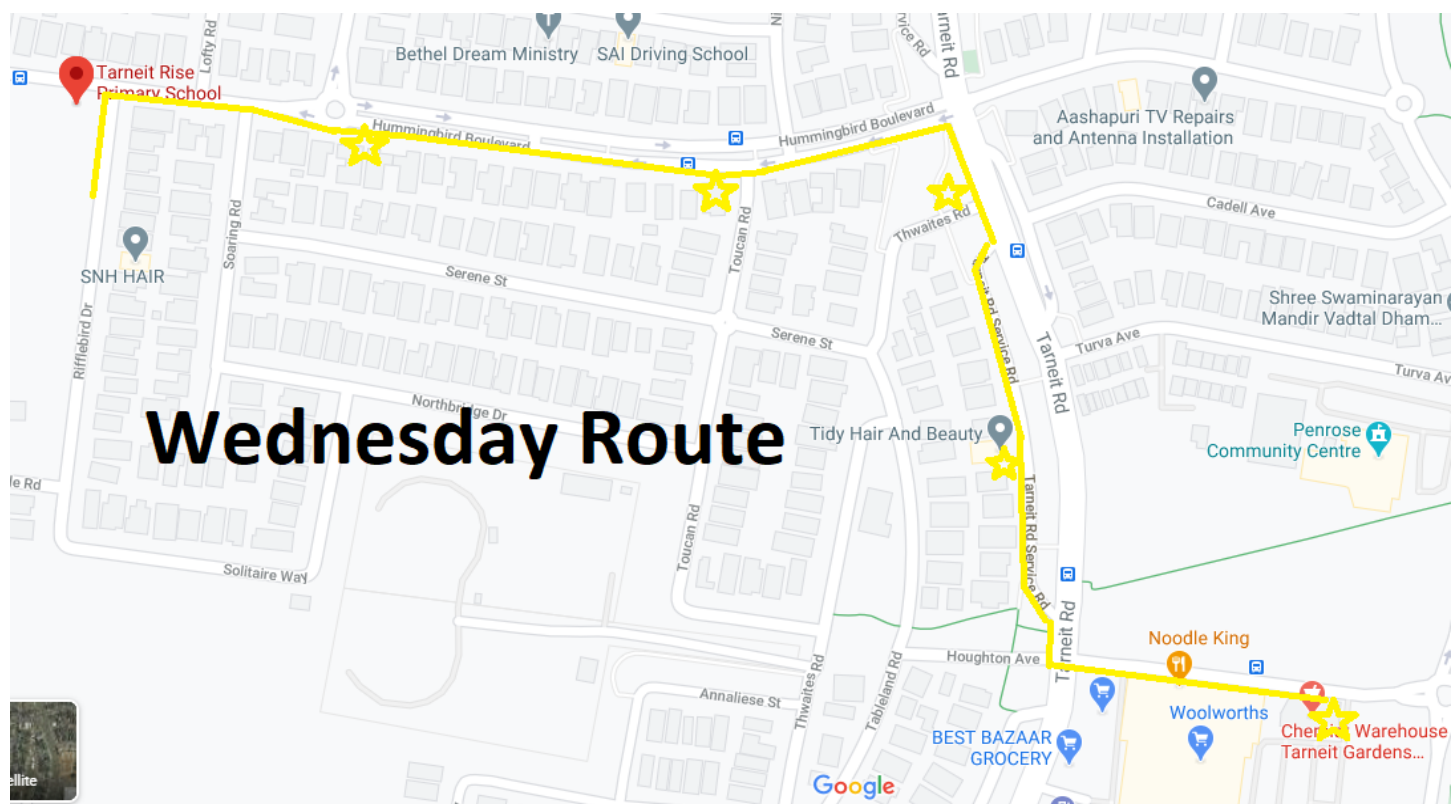 Lofty Rd
Bethel Dream Ministry
SAI Driving School
Service Rd
Tarneit Rd
Tarneit Rise
Primary School
Hummingbird Boulevard
Hummingbird Boulevard
Aashapuri TV Repairs
and Antenna Installation
Cadell Ave
Thwaites Rd
Toucan Rd
Soaring Rd
SNH HAIR
Serene St
Serene St
Rifflebird Dr
Tarneit Rd Service Rd
Tarneit Rd
Shree Swaminarayan
Mandir Vadtal Dham...
Turva Ave
Turva Av
Northbridge Dr
Wednesday Route
Tidy Hair And Beauty
Penrose
Community Centre
le Rd
Toucan Rd
Tarneit Rd Service Rd
Solitaire Way
Tarneit Rd
Noodle King
Houghton Ave
Thwaites Rd
Tableland Rd
Annaliese St
Woolworths
BEST BAZAAR
GROCERY
Warehouse
Tarneit Gardens...
ellite
Google